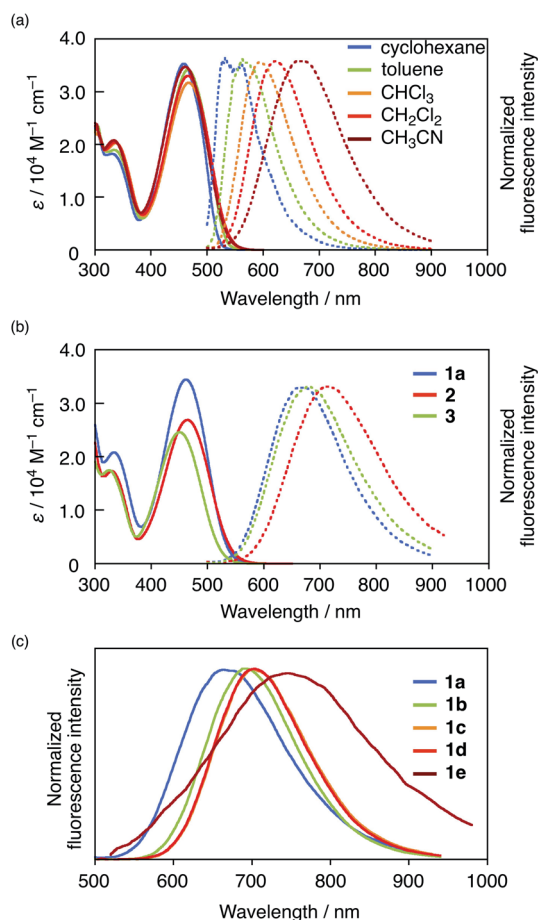 (a)
4.0
3.0
2.0
1.0
0
ε / 10⁴ M⁻¹ cm⁻¹
cyclohexane
toluene
CHCl₃
CH₂Cl₂
CH₃CN
Normalized
fluorescence intensity
300 400 500 600 700 800 900 1000
Wavelength / nm
(b)
4.0
3.0
2.0
1.0
0
ε / 10⁴ M⁻¹ cm⁻¹
1a
2
3
Normalized
fluorescence intensity
300 400 500 600 700 800 900 1000
Wavelength / nm
(c)
Normalized
fluorescence intensity
1a
1b
1c
1d
1e
500 600 700 800 900 1000
Wavelength / nm